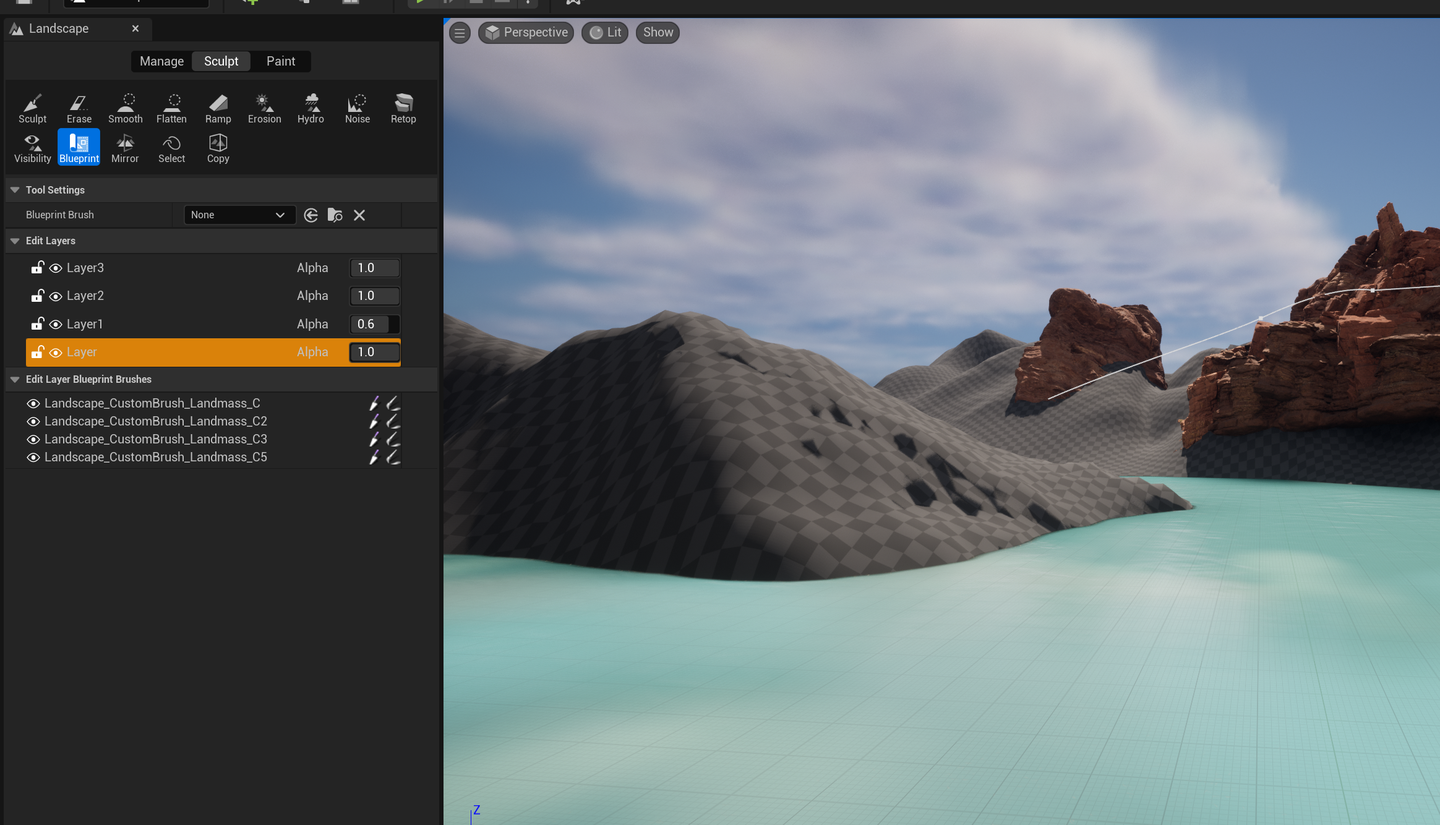 Landscape
Perspective
Lit
Show
Manage
Sculpt
Paint
Sculpt
Erase
Smooth
Flatten
Ramp
Erosion
Hydro
Noise
Retop
Visibility
Blueprint
Mirror
Select
Copy
Tool Settings
Blueprint Brush
None
Edit Layers
Layer3 Alpha 1.0
Layer2 Alpha 1.0
Layer1 Alpha 0.6
Layer Alpha 1.0
Edit Layer Blueprint Brushes
Landscape_CustomBrush_Landmass_C
Landscape_CustomBrush_Landmass_C2
Landscape_CustomBrush_Landmass_C3
Landscape_CustomBrush_Landmass_C5
Z